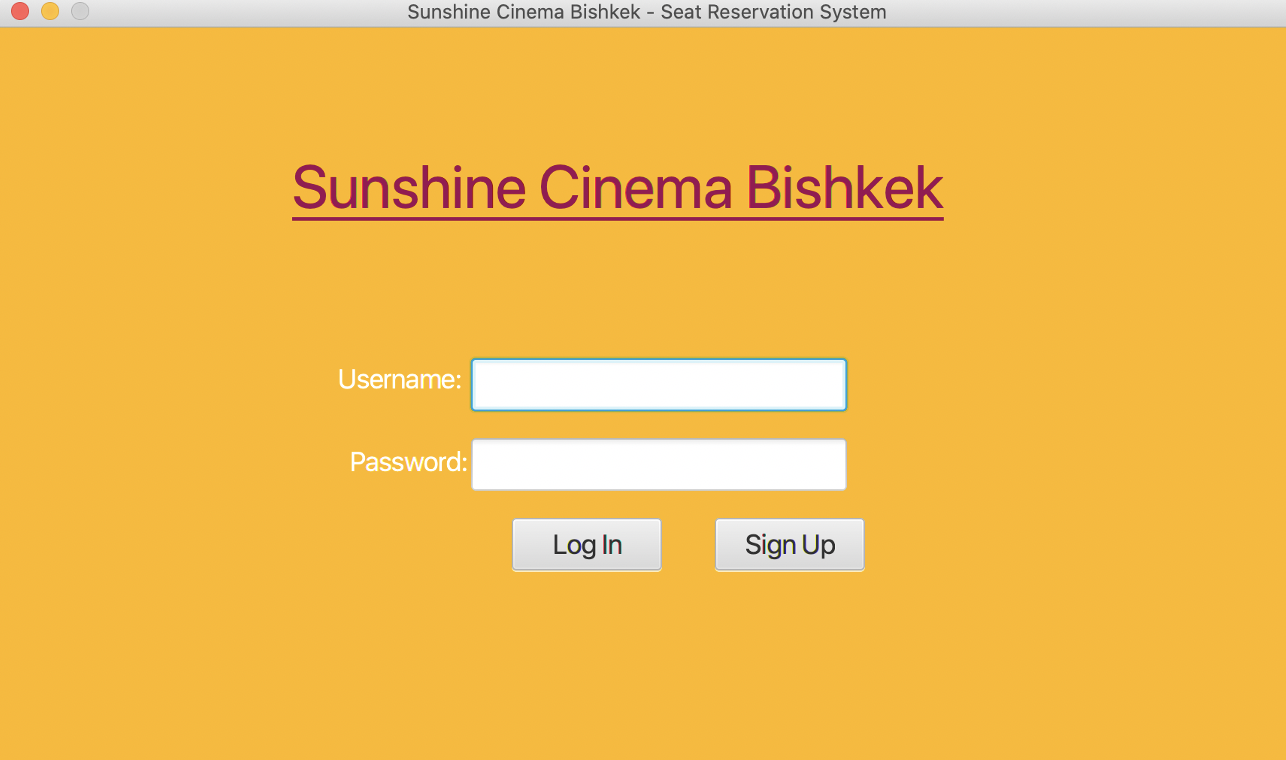 Sunshine Cinema Bishkek - Seat Reservation System
Sunshine Cinema Bishkek
Username:
Password:
Log In
Sign Up